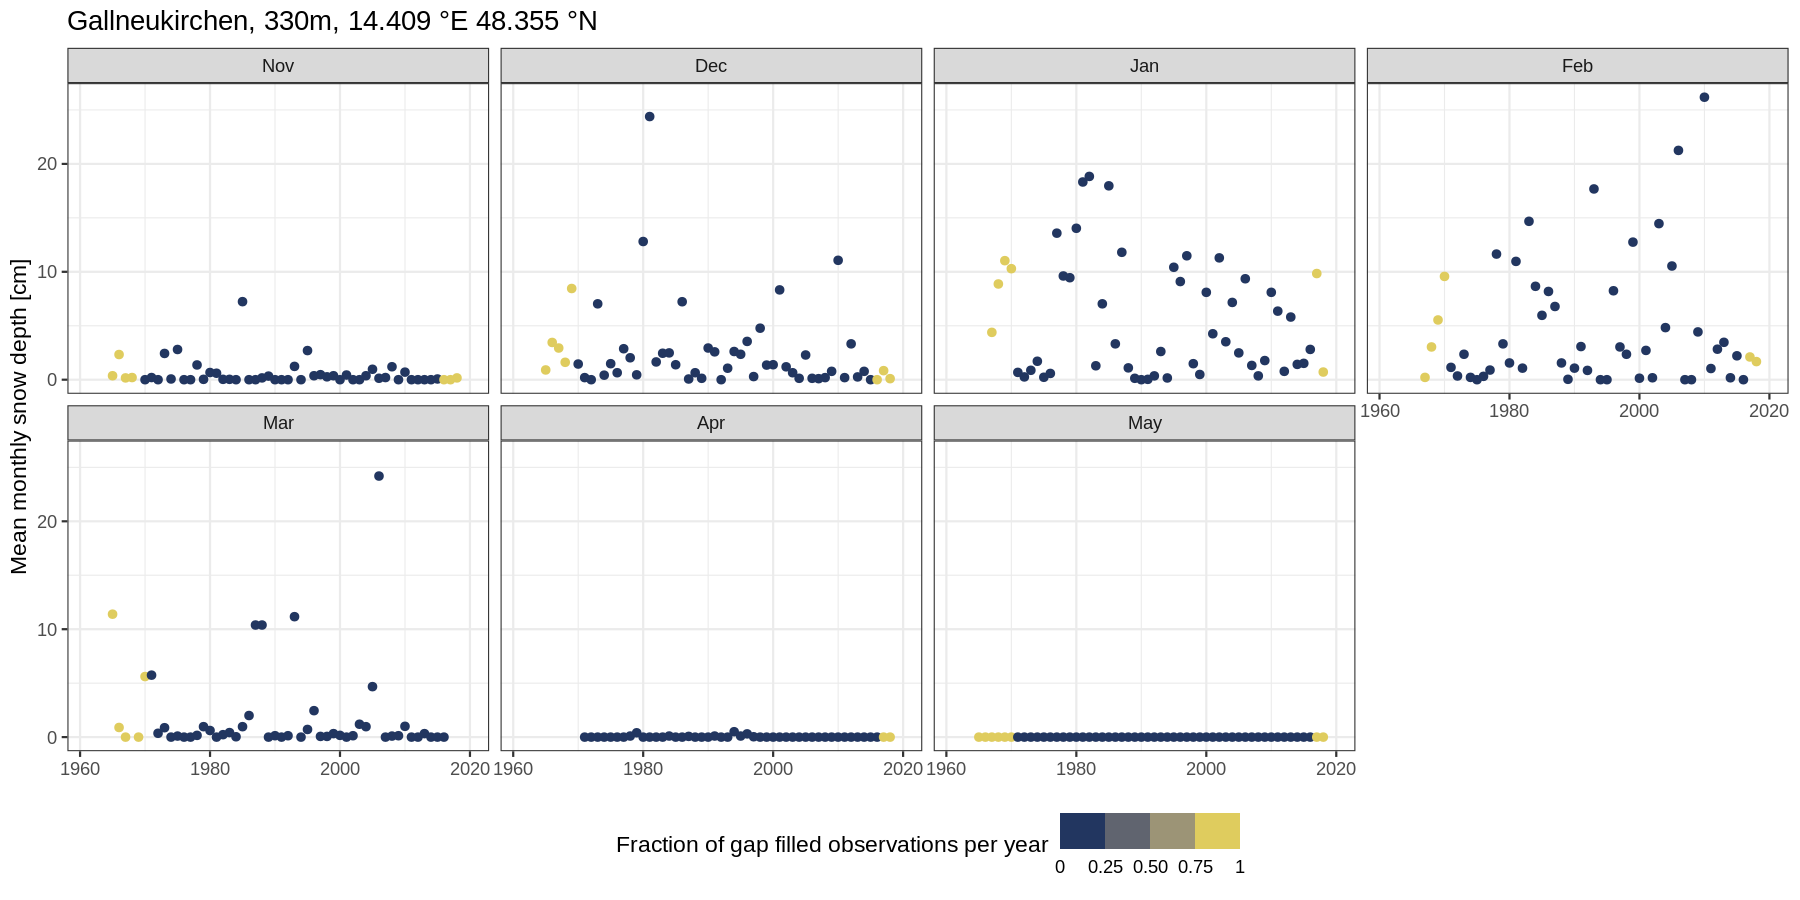 Gallneukirchen, 330m, 14.409 °E 48.355 °N
Nov
Dec
Jan
Feb
20
10
0
1960 1980 2000 2020
Mean monthly snow depth [cm]
Mar
Apr
May
20
10
0
1960 1980 2000 2020
1960 1980 2000 2020
1960 1980 2000 2020
Fraction of gap filled observations per year
0 0.25 0.50 0.75 1